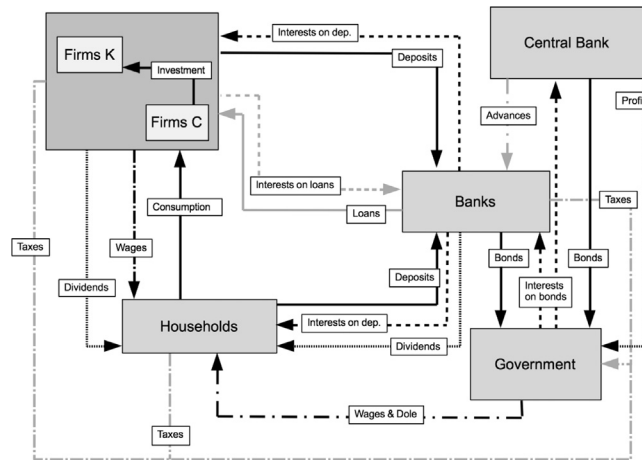 Interests on dep.
Central Bank
Firms K
Deposits
Investment
Profi
Advances
Firms C
Interests on loans
Banks
Taxes
Consumption
Loans
Taxes
Wages
Bonds
Bonds
Deposits
Dividends
Interests
on bonds
Households
Interests on dep.
Dividends
Government
Wages & Dole
Taxes